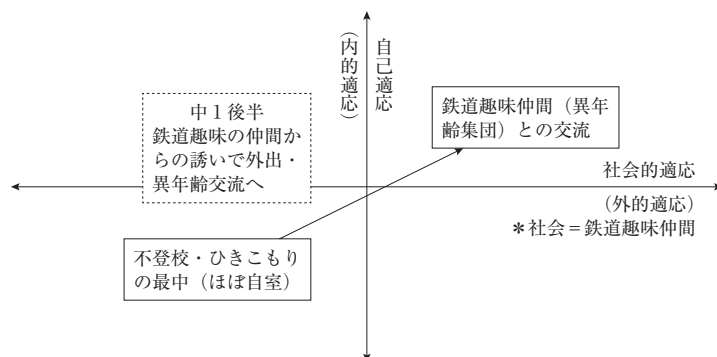 自己適応
(内的適応)
中1後半
鉄道趣味の仲間か
らの誘いで外出・
異年齢交流へ
鉄道趣味仲間(異年
齢集団)との交流
社会的適応
(外的適応)
*社会=鉄道趣味仲間
不登校・ひきこもり
の最中(ほぼ自室)